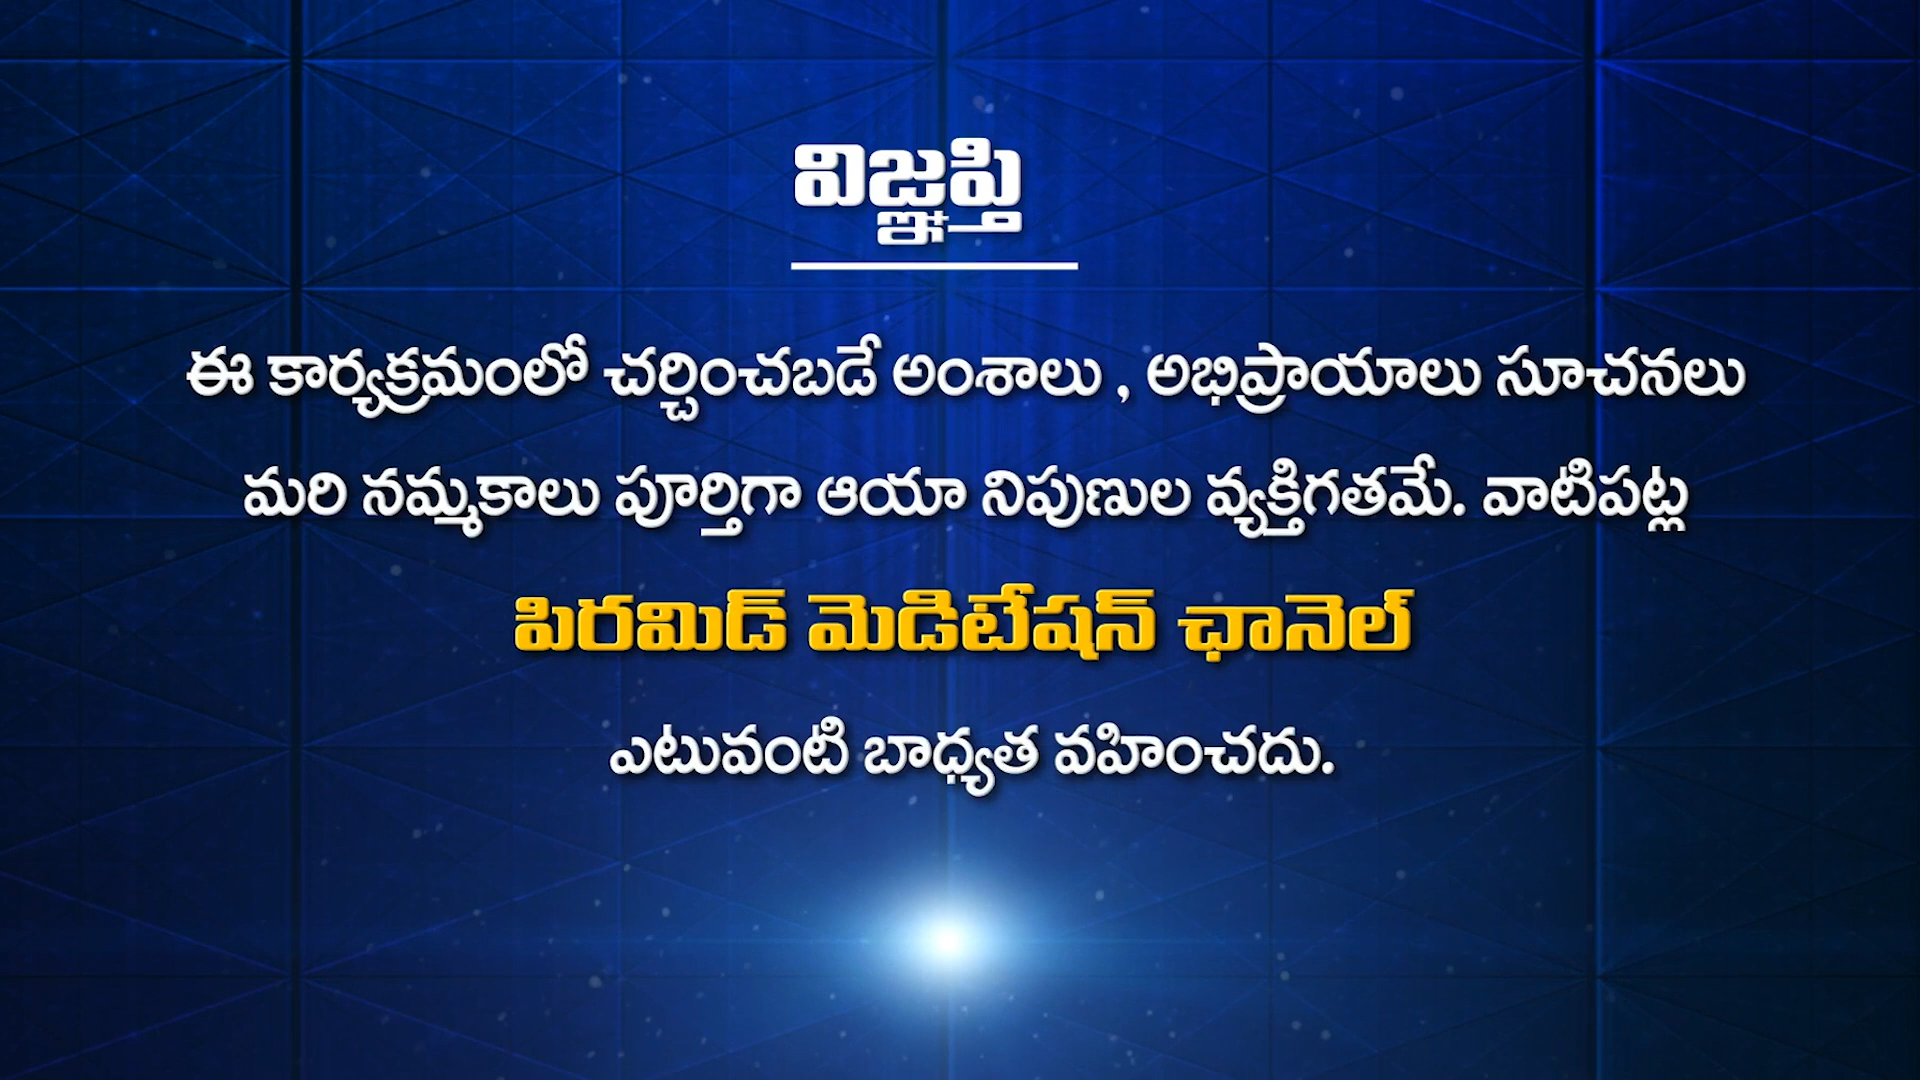 విజ్ఞప్తి
ఈ కార్యక్రమంలో చర్చించబడే అంశాలు , అభిప్రాయాలు సూచనలు
మరి నమ్మకాలు పూర్తిగా ఆయా నిపుణుల వ్యక్తిగతమే. వాటిపట్ల
పిరమిడ్ మెడిటేషన్ ఛానెల్
ఎటువంటి బాధ్యత వహించదు.